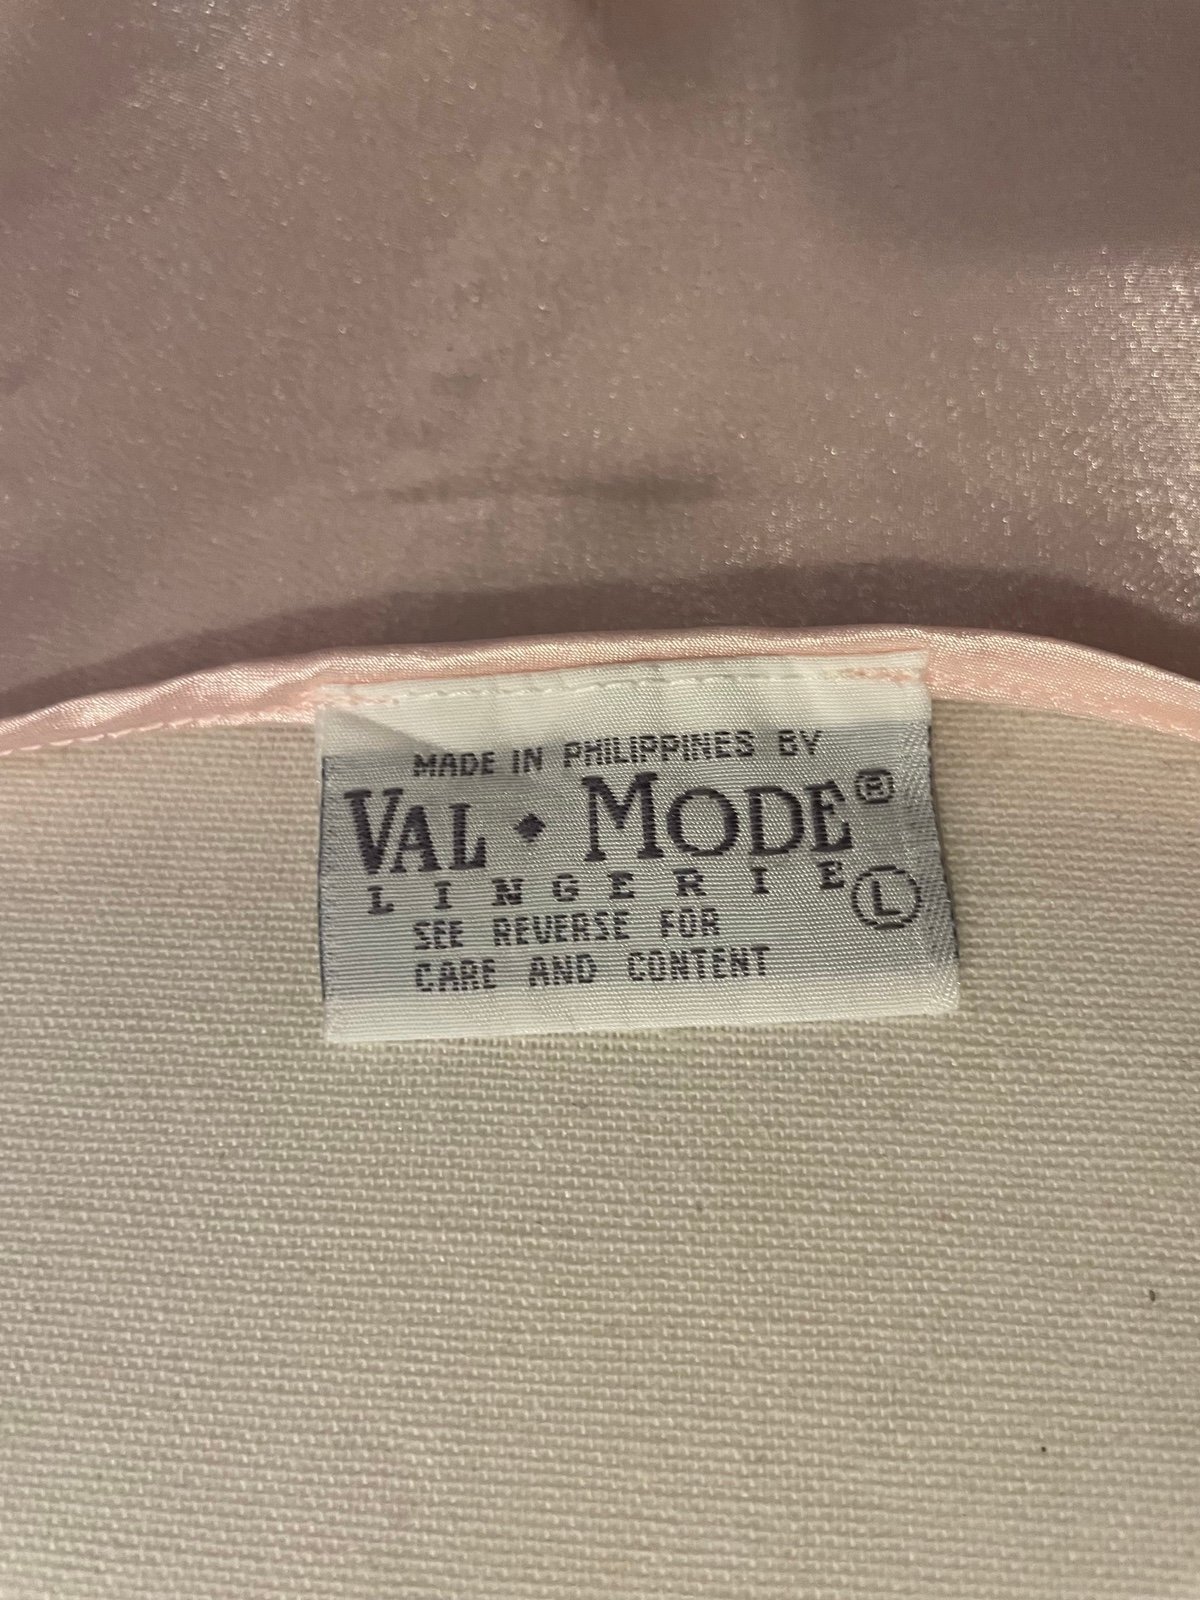 MADE IN PHILIPPINES BY
VAL ◆ MODE®
LINGERIE
Ⓛ
SEE REVERSE FOR
CARE AND CONTENT